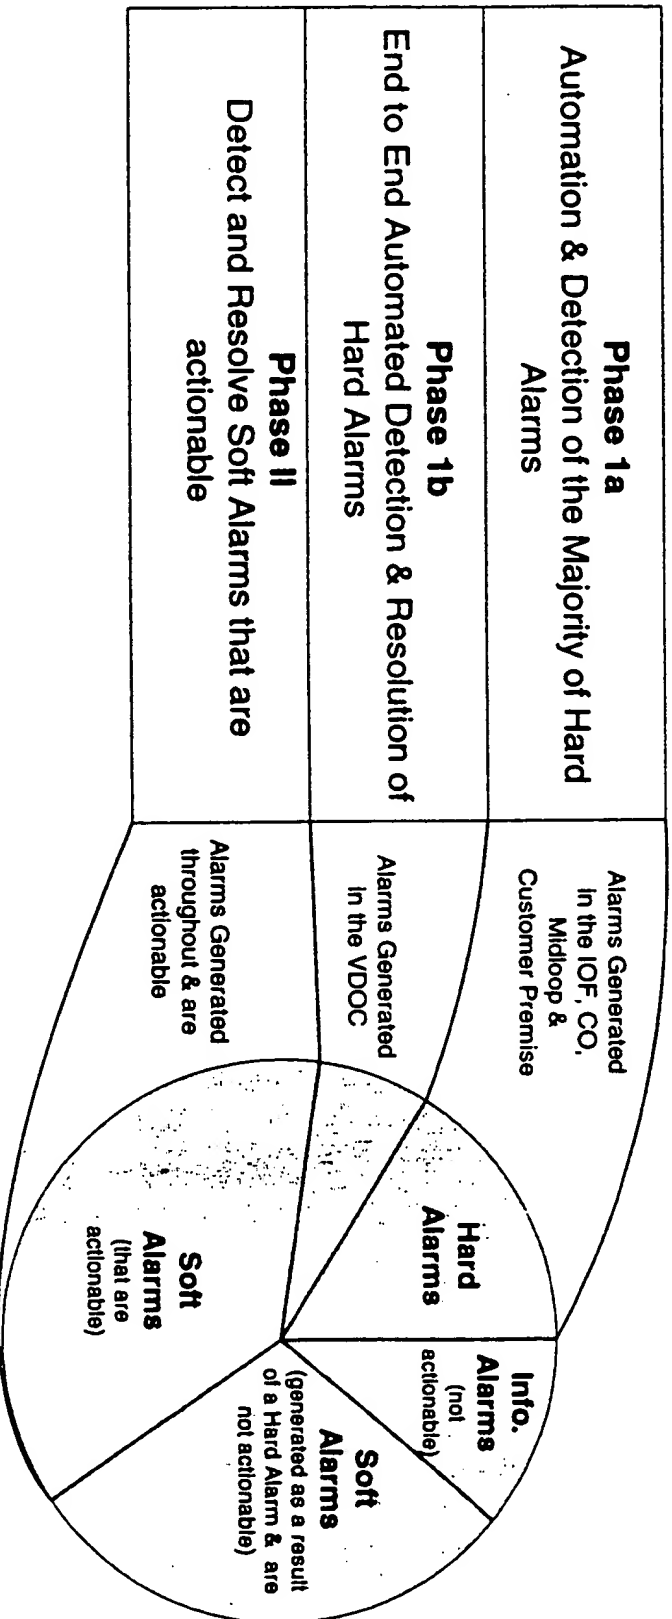 Phase 1a
Automation & Detection of the Majority of Hard
Alarms
Phase 1b
End to End Automated Detection & Resolution of
Hard Alarms
Phase II
Detect and Resolve Soft Alarms that are
actionable
Alarms Generated
in the IOF, CO,
Midloop &
Customer Premise
Alarms Generated
in the VDOC
Alarms Generated
throughout & are
actionable
Hard
Alarms
Info.
Alarms
(not
actionable)
Soft
Alarms
(that are
actionable)
Soft
Alarms
(generated as a result
of a Hard Alarm & are
not actionable)